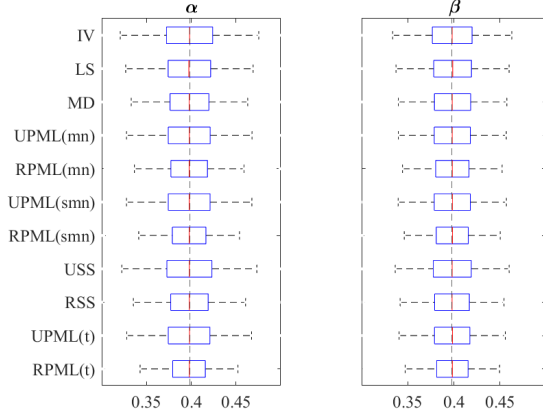 α β
IV
LS
MD
UPML(mn)
RPML(mn)
UPML(smn)
RPML(smn)
USS
RSS
UPML(t)
RPML(t)
0.35 0.4 0.45 0.35 0.4 0.45